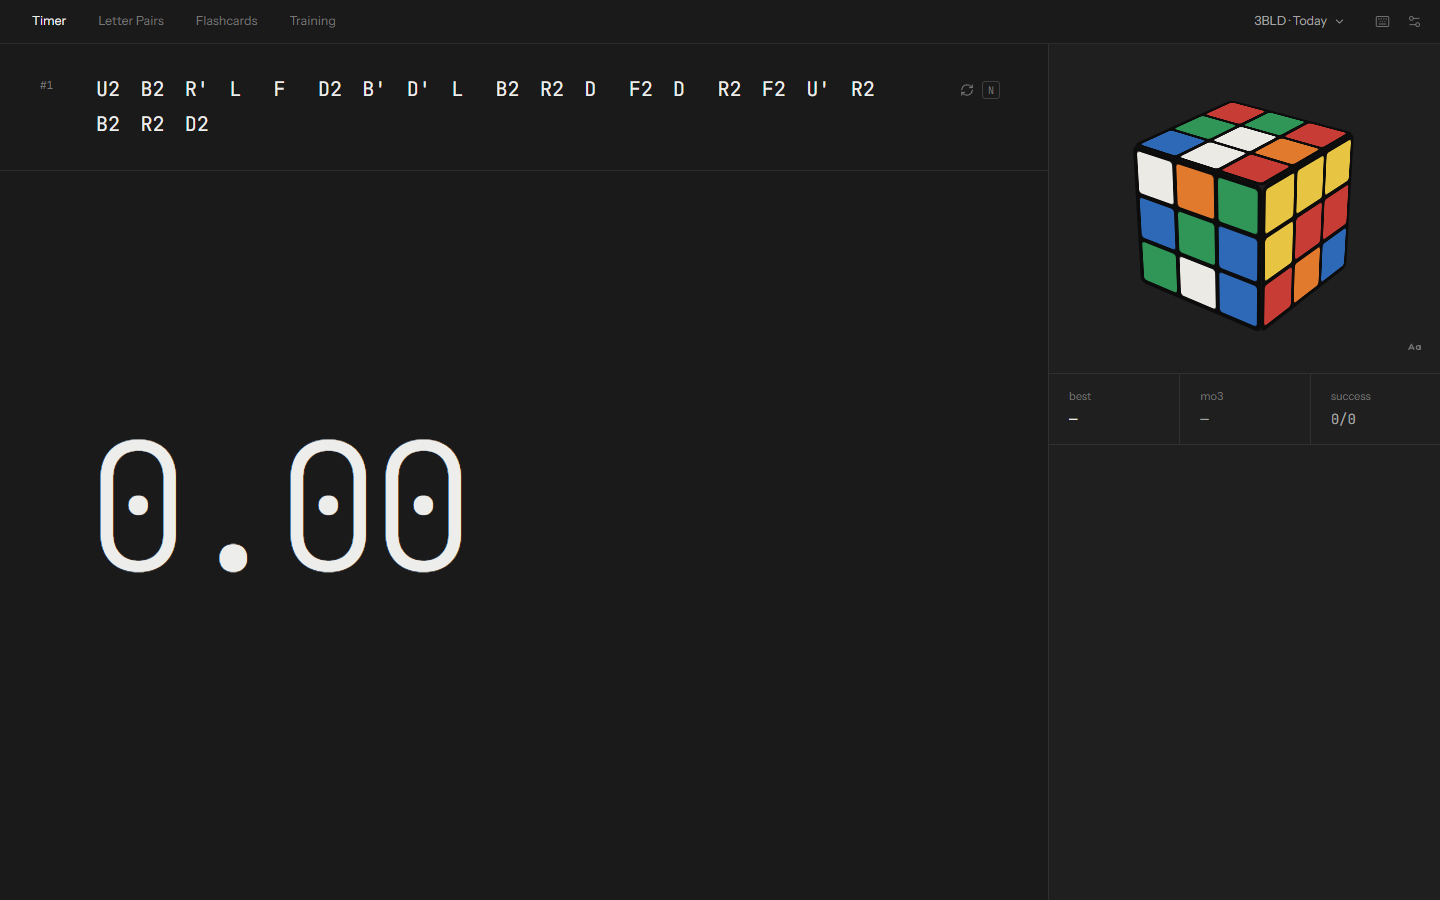 Timer Letter Pairs Flashcards Training 3BLD · Today
#1 U2 B2 R' L F D2 B' D' L B2 R2 D F2 D R2 F2 U' R2 N
B2 R2 D2
Aa
best mo3 success
– – 0/0
0.00